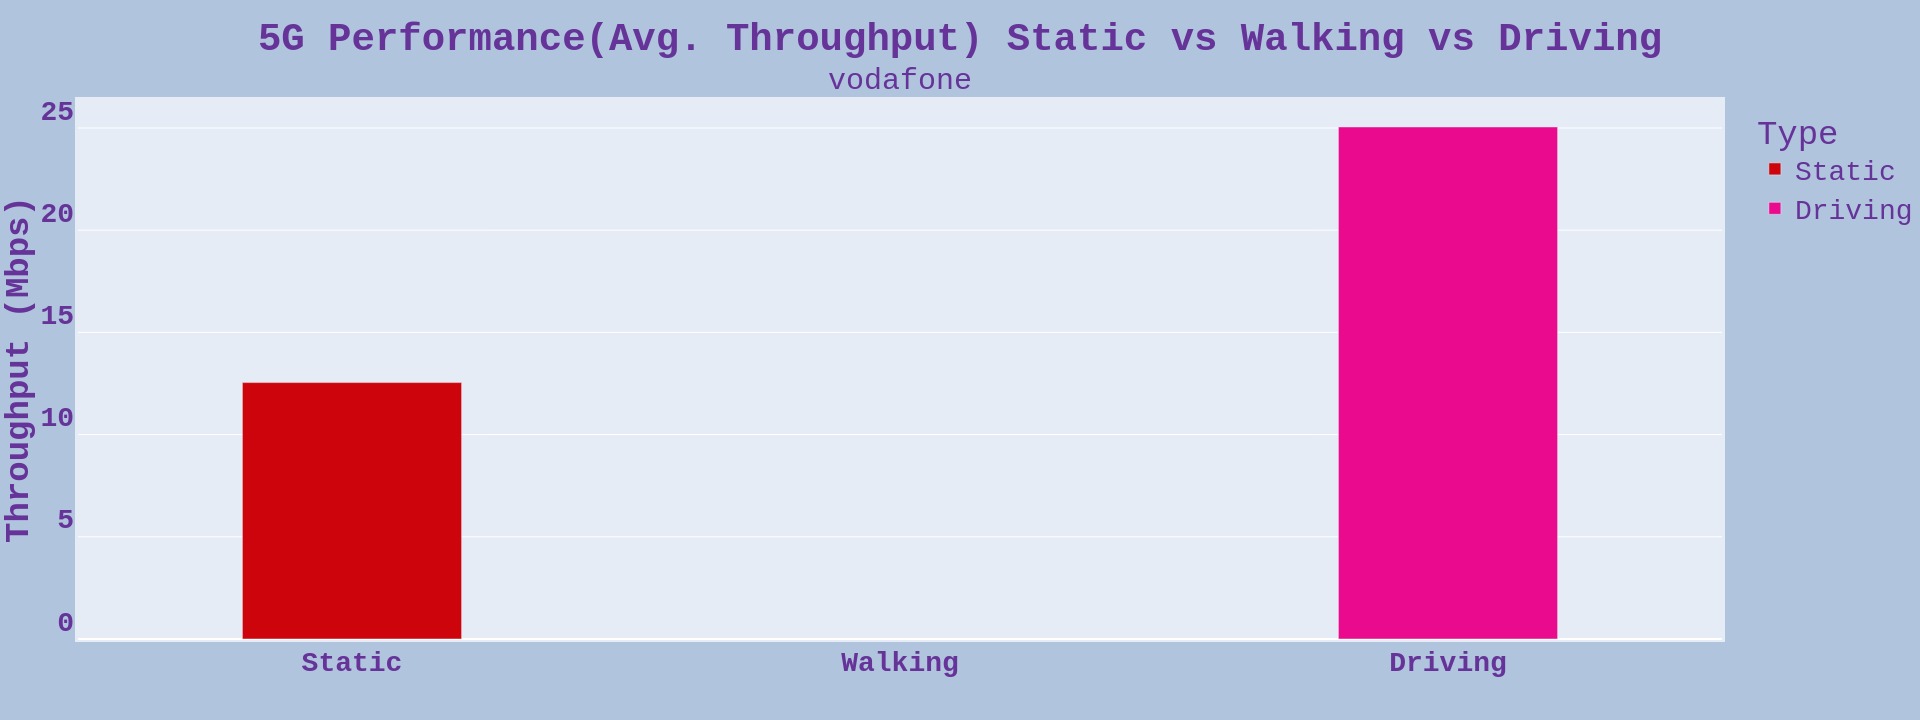 5G Performance(Avg. Throughput) Static vs Walking vs Driving
vodafone
Throughput (Mbps)
25
20
15
10
5
0
Static
Walking
Driving
Type
Static
Driving